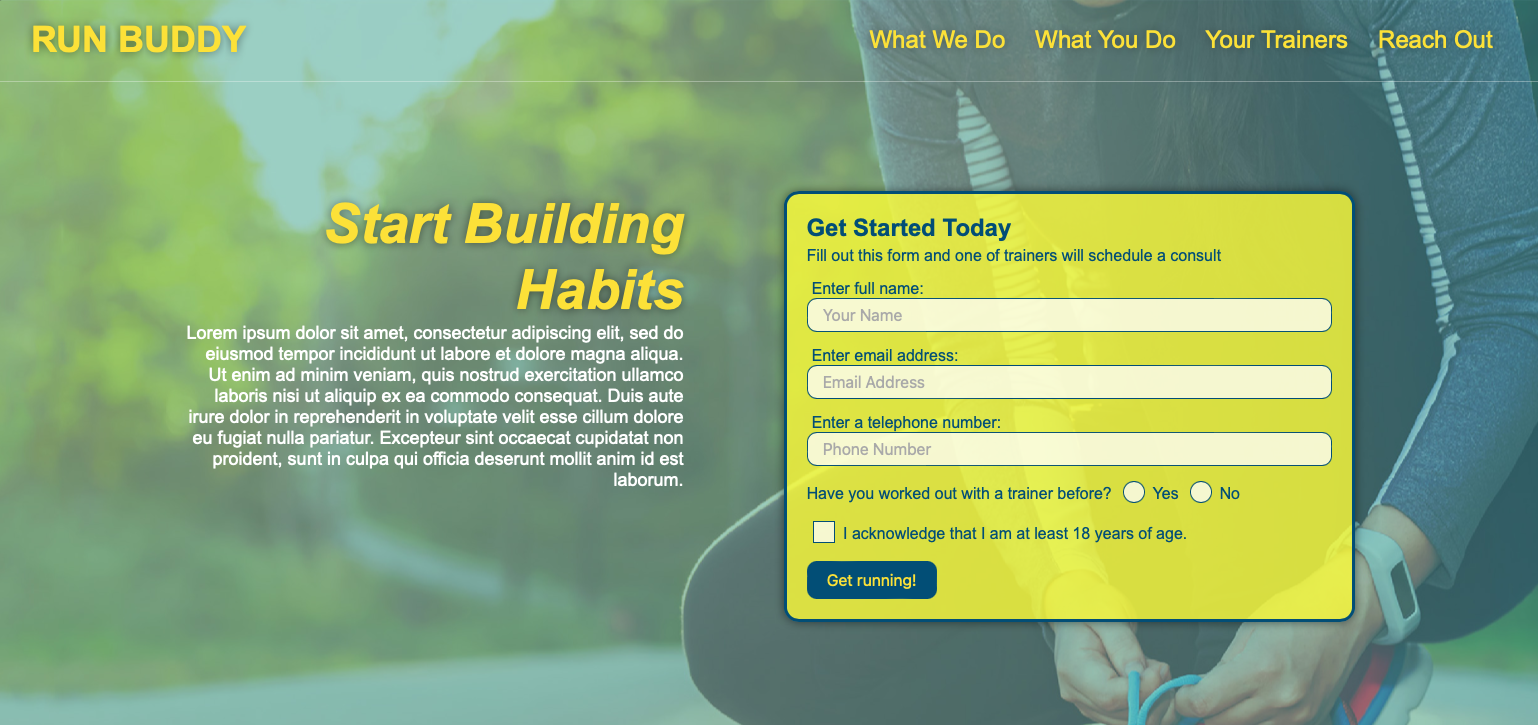 RUN BUDDY
What We Do What You Do Your Trainers Reach Out
Start Building
Habits
Lorem ipsum dolor sit amet, consectetur adipiscing elit, sed do
eiusmod tempor incididunt ut labore et dolore magna aliqua.
Ut enim ad minim veniam, quis nostrud exercitation ullamco
laboris nisi ut aliquip ex ea commodo consequat. Duis aute
irure dolor in reprehenderit in voluptate velit esse cillum dolore
eu fugiat nulla pariatur. Excepteur sint occaecat cupidatat non
proident, sunt in culpa qui officia deserunt mollit anim id est
laborum.
Get Started Today
Fill out this form and one of trainers will schedule a consult
Enter full name:
Your Name
Enter email address:
Email Address
Enter a telephone number:
Phone Number
Have you worked out with a trainer before? Yes No
I acknowledge that I am at least 18 years of age.
Get running!